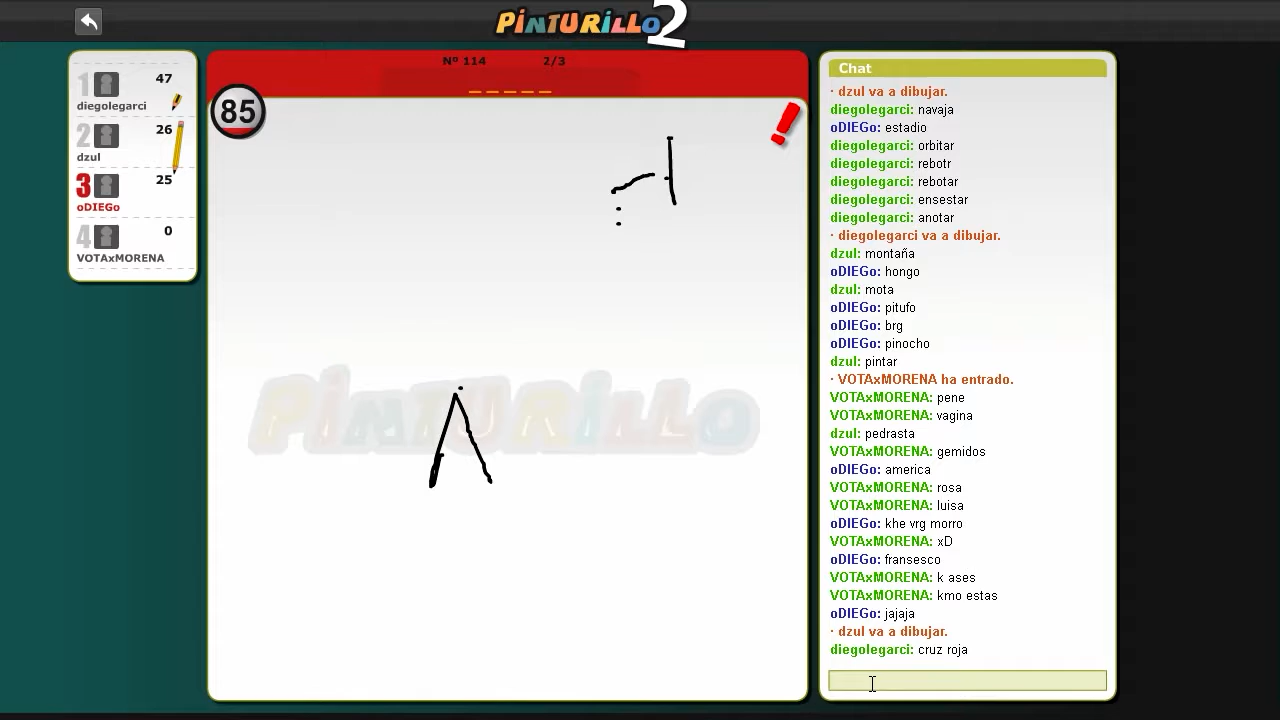 PINTURILLO 2
Nº 114 2/3
85
1 47
diegolegarci
2 26
dzul
3 25
oDIEGo
4 0
VOTAxMORENA
PINTURILLO
Chat
· dzul va a dibujar.
diegolegarci: navaja
oDIEGo: estadio
diegolegarci: orbitar
diegolegarci: rebotr
diegolegarci: rebotar
diegolegarci: ensestar
diegolegarci: anotar
· diegolegarci va a dibujar.
dzul: montaña
oDIEGo: hongo
dzul: mota
oDIEGo: pitufo
oDIEGo: brg
oDIEGo: pinocho
dzul: pintar
· VOTAxMORENA ha entrado.
VOTAxMORENA: pene
VOTAxMORENA: vagina
dzul: pedrasta
VOTAxMORENA: gemidos
oDIEGo: america
VOTAxMORENA: rosa
VOTAxMORENA: luisa
oDIEGo: khe vrg morro
VOTAxMORENA: xD
oDIEGo: fransesco
VOTAxMORENA: k ases
VOTAxMORENA: kmo estas
oDIEGo: jajaja
· dzul va a dibujar.
diegolegarci: cruz roja